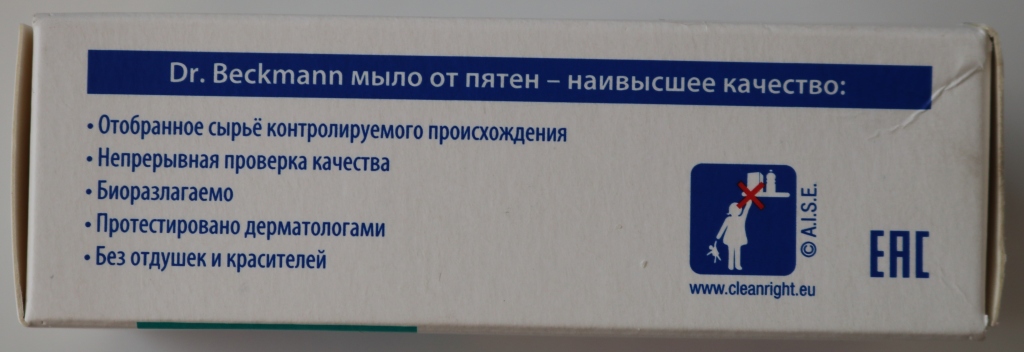 Dr. Beckmann мыло от пятен – наивысшее качество:
• Отобранное сырьё контролируемого происхождения
• Непрерывная проверка качества
• Биоразлагаемо
• Протестировано дерматологами
• Без отдушек и красителей
© A.I.S.E.
www.cleanright.eu
EAC